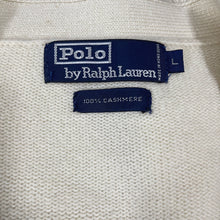 Polo
by Ralph Lauren
L
100% CASHMERE